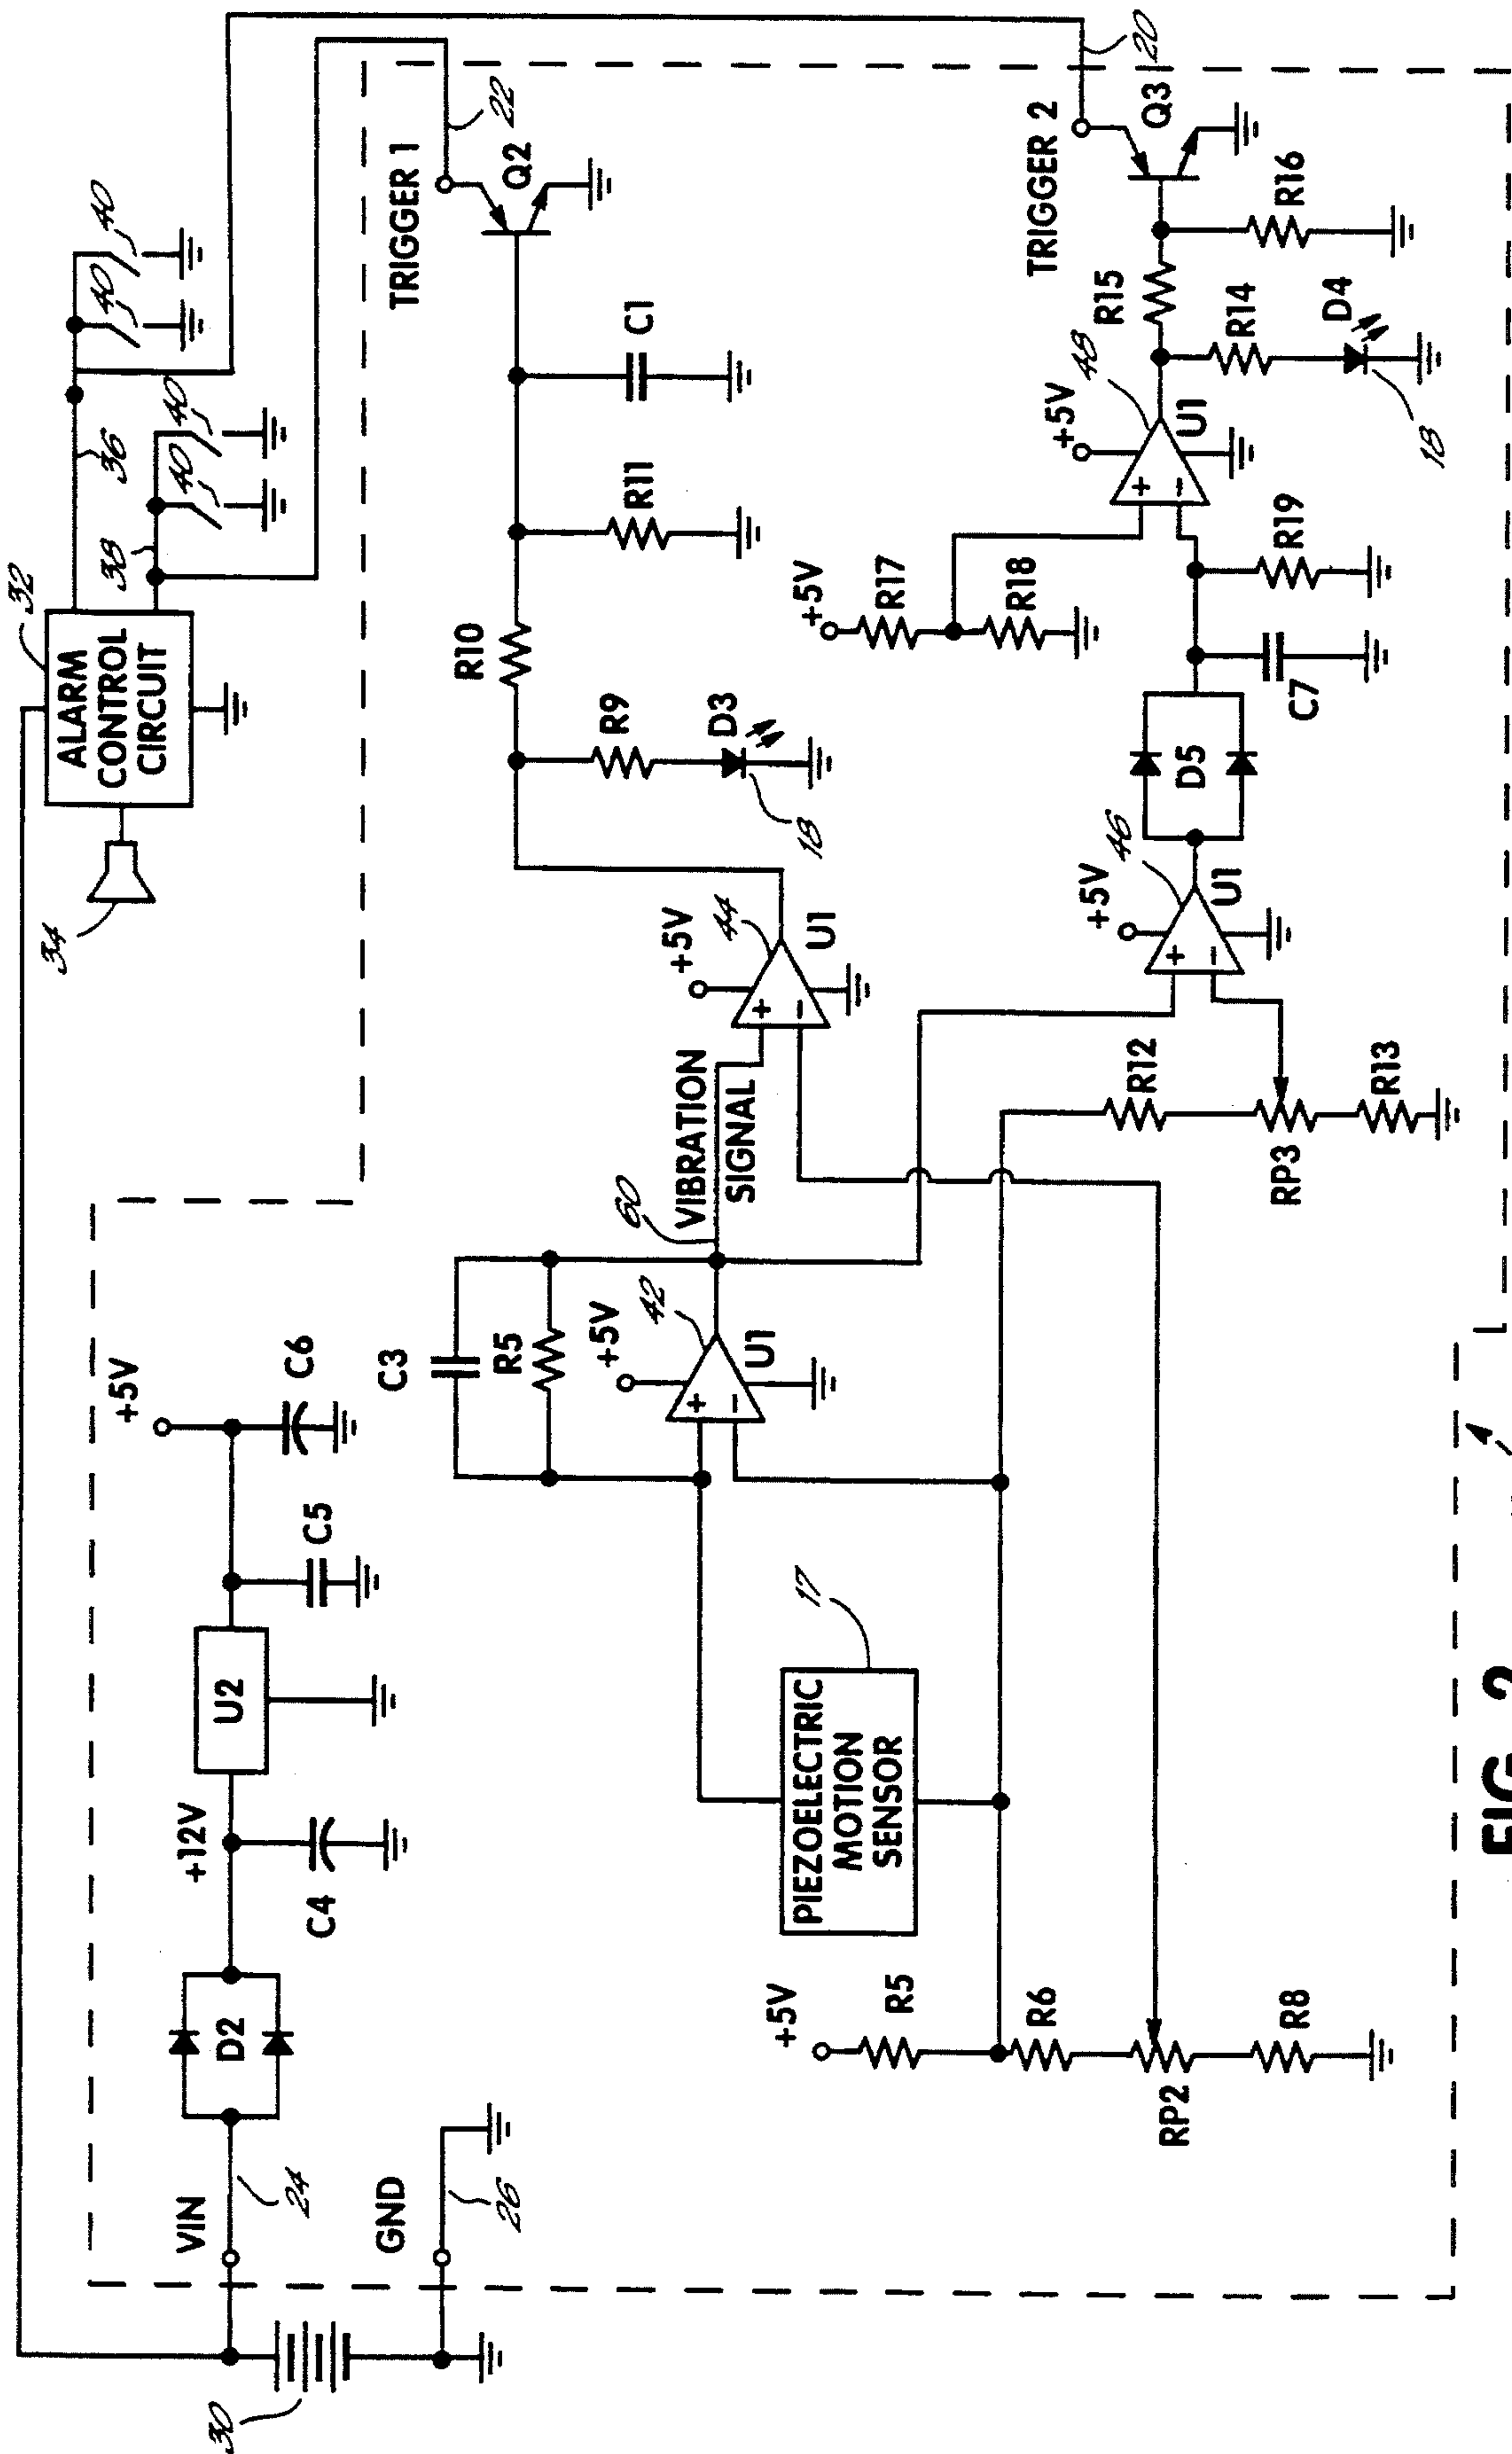 34
32
ALARM
CONTROL
CIRCUIT
36
38
40
40
40
40
TRIGGER 1
22
Q2
20
R10
R11
C1
R9
D3
18
VIN
24
D2
+12V
C4
U2
C5
+5V
C6
30
GND
26
C3
R5
+5V
42
U1
60
VIBRATION
SIGNAL
+5V
44
U1
+
−
+
−
PIEZOELECTRIC
MOTION
SENSOR
17
+5V
R5
R6
RP2
R8
R12
RP3
R13
+5V
46
U1
+
−
D5
C7
R19
+5V
R17
R18
+5V
48
U1
+
−
R15
R14
D4
18
TRIGGER 2
Q3
R16
4
FIG. 2